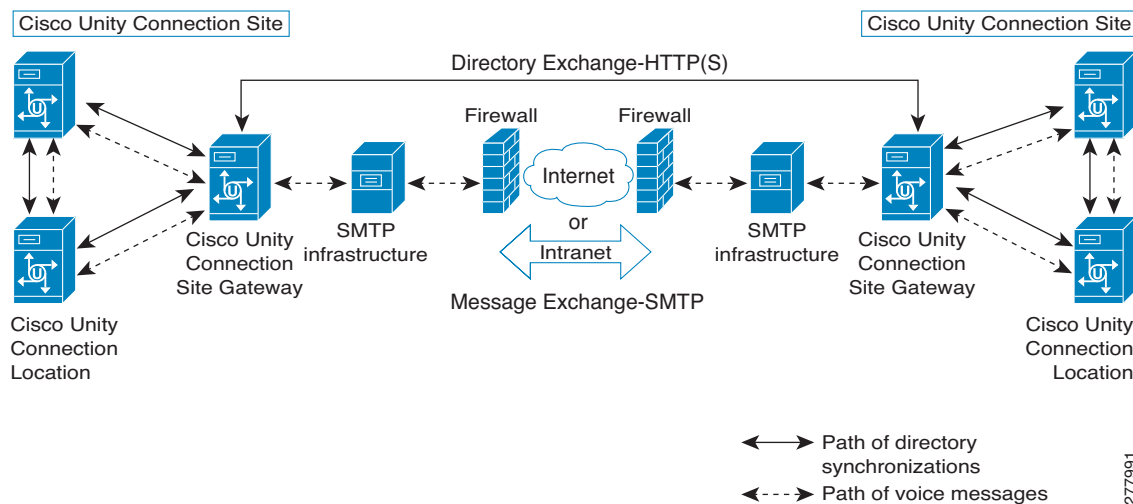 Cisco Unity Connection Site
Cisco Unity Connection Site
Directory Exchange-HTTP(S)
Firewall
Firewall
Internet
or
Intranet
Message Exchange-SMTP
SMTP
infrastructure
SMTP
infrastructure
Cisco Unity
Connection
Site Gateway
Cisco Unity
Connection
Site Gateway
Cisco Unity
Connection
Location
Cisco Unity
Connection
Location
U
U
U
U
U
U
Path of directory
synchronizations
Path of voice messages
277991